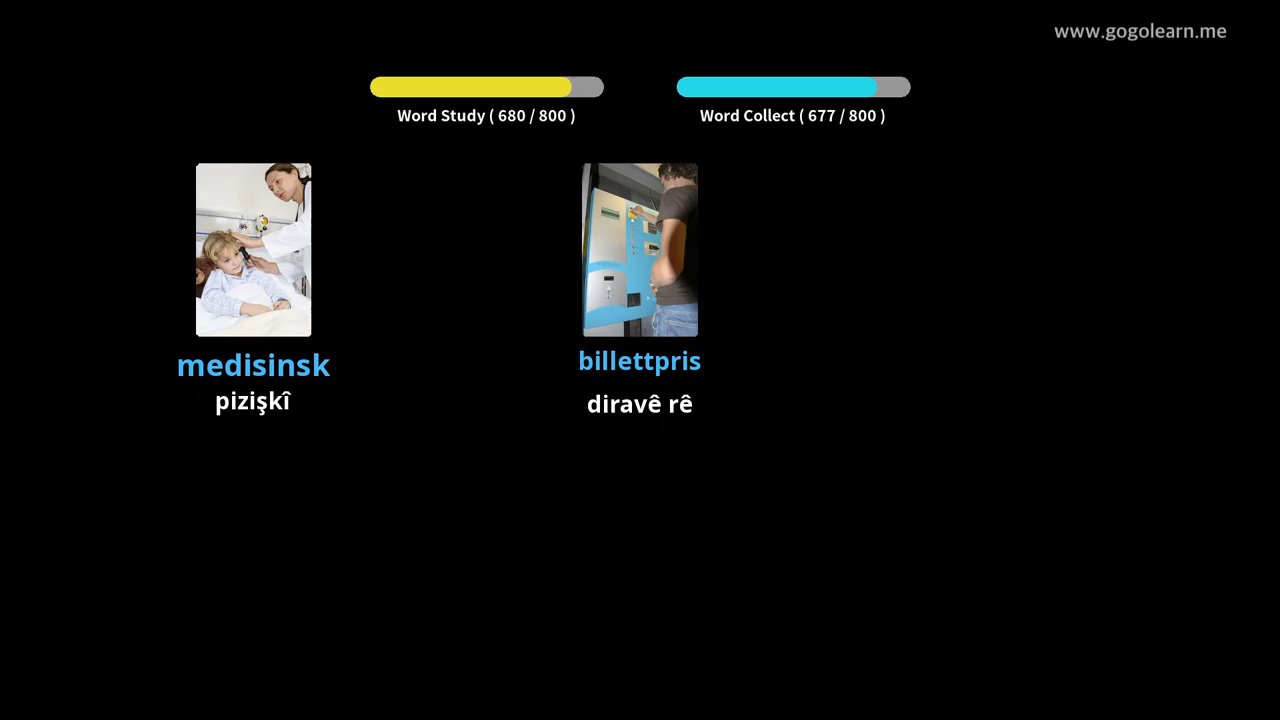 www.gogolearn.me
Word Study ( 680 / 800 )
Word Collect ( 677 / 800 )
medisinsk
pizişkî
billettpris
diravê rê